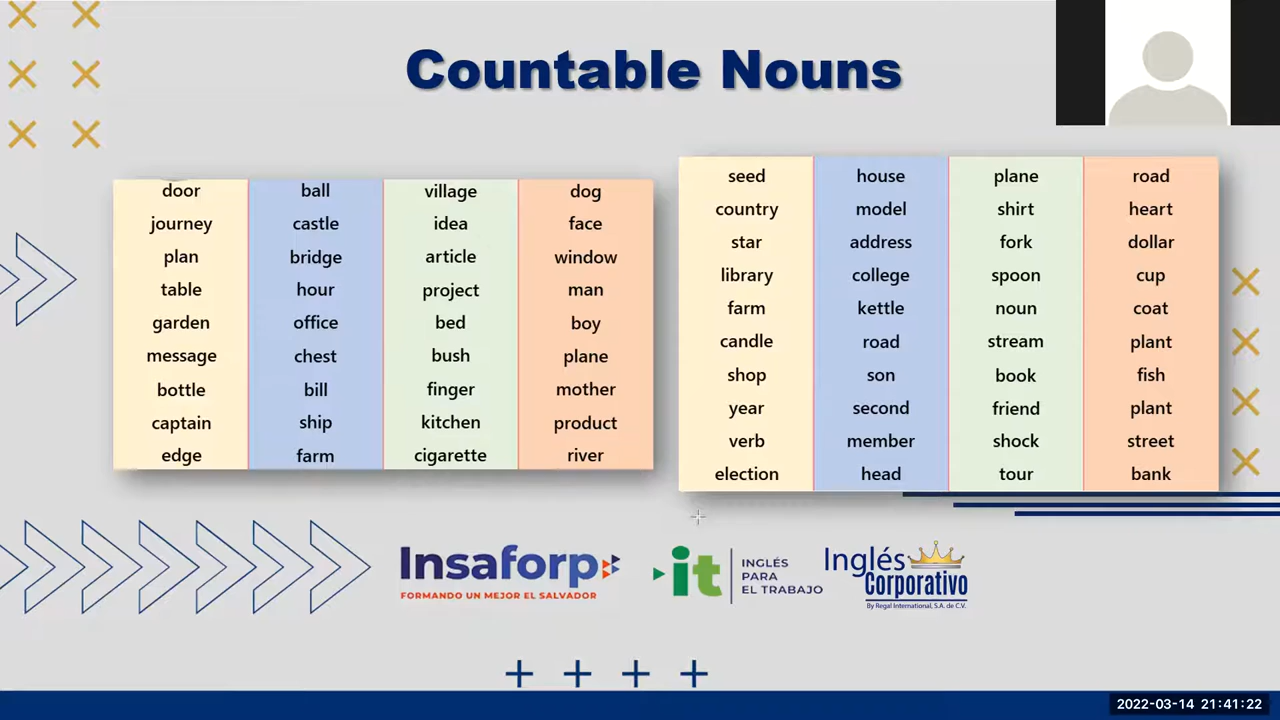 Countable Nouns
door ball village dog
journey castle idea face
plan bridge article window
table hour project man
garden office bed boy
message chest bush plane
bottle bill finger mother
captain ship kitchen product
edge farm cigarette river
seed house plane road
country model shirt heart
star address fork dollar
library college spoon cup
farm kettle noun coat
candle road stream plant
shop son book fish
year second friend plant
verb member shock street
election head tour bank
Insaforp
FORMANDO UN MEJOR EL SALVADOR
it
INGLÉS
PARA
EL TRABAJO
Inglés
Corporativo
By Regal International, S.A. de C.V.
2022-03-14 21:41:22